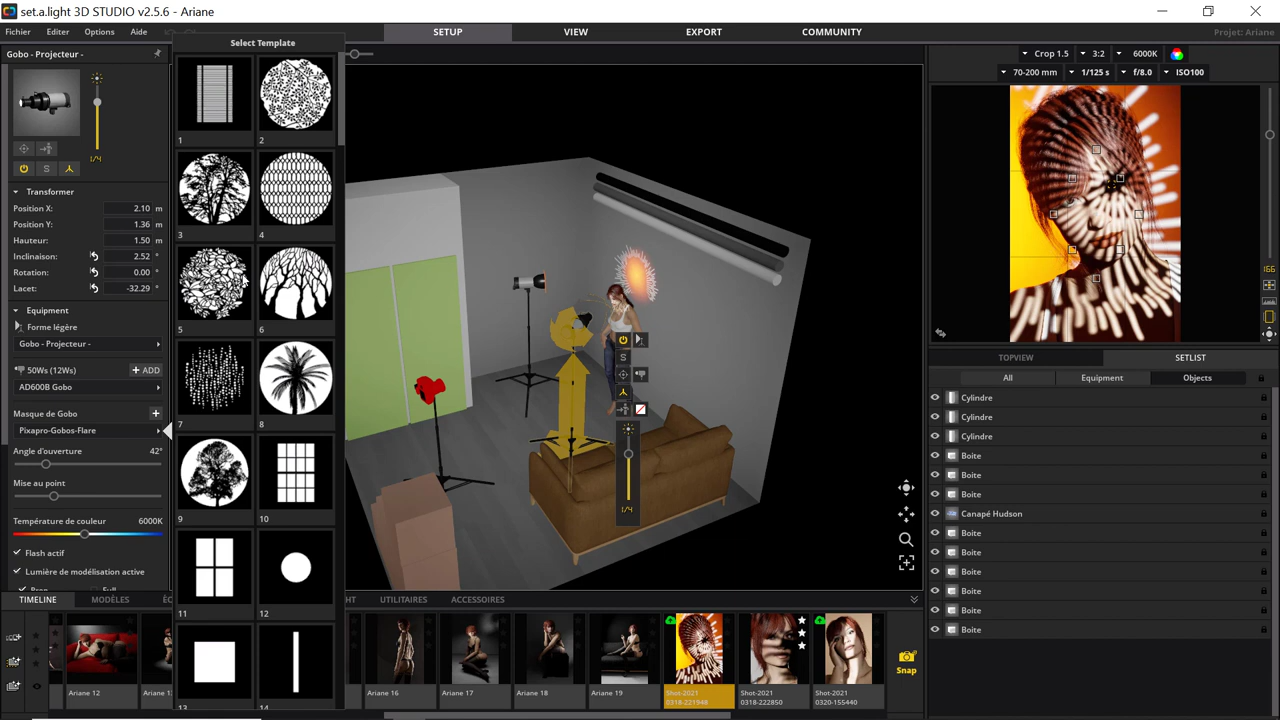 set.a.light 3D STUDIO v2.5.6 - Ariane
Fichier Editer Options Aide
SETUP VIEW EXPORT COMMUNITY
Projet: Ariane
Gobo - Projecteur -
1/4
Transformer
Position X: 2.10 m
Position Y: 1.36 m
Hauteur: 1.50 m
Inclinaison: 2.52 °
Rotation: 0.00 °
Lacet: -32.29 °
Equipment
Forme légère
Gobo - Projecteur -
50Ws (12Ws) ADD
AD600B Gobo
Masque de Gobo
Pixapro-Gobos-Flare
Angle d'ouverture 42°
Mise au point
Température de couleur 6000K
Flash actif
Lumière de modélisation active
Prop Full
Select Template
1 2
3 4
5 6
7 8
9 10
11 12
13 14
S
S
1/4
Crop 1.5 3:2 6000K
70-200 mm 1/125 s f/8.0 ISO100
166
TOPVIEW SETLIST
All Equipment Objects
Cylindre
Cylindre
Cylindre
Boite
Boite
Boite
Canapé Hudson
Boite
Boite
Boite
Boite
Boite
Boite
TIMELINE MODÈLES
UTILITAIRES ACCESSOIRES
Ariane 12
Ariane 16
Ariane 17
Ariane 18
Ariane 19
Shot-2021
0318-221948
Shot-2021
0318-222850
Shot-2021
0320-155440
Snap